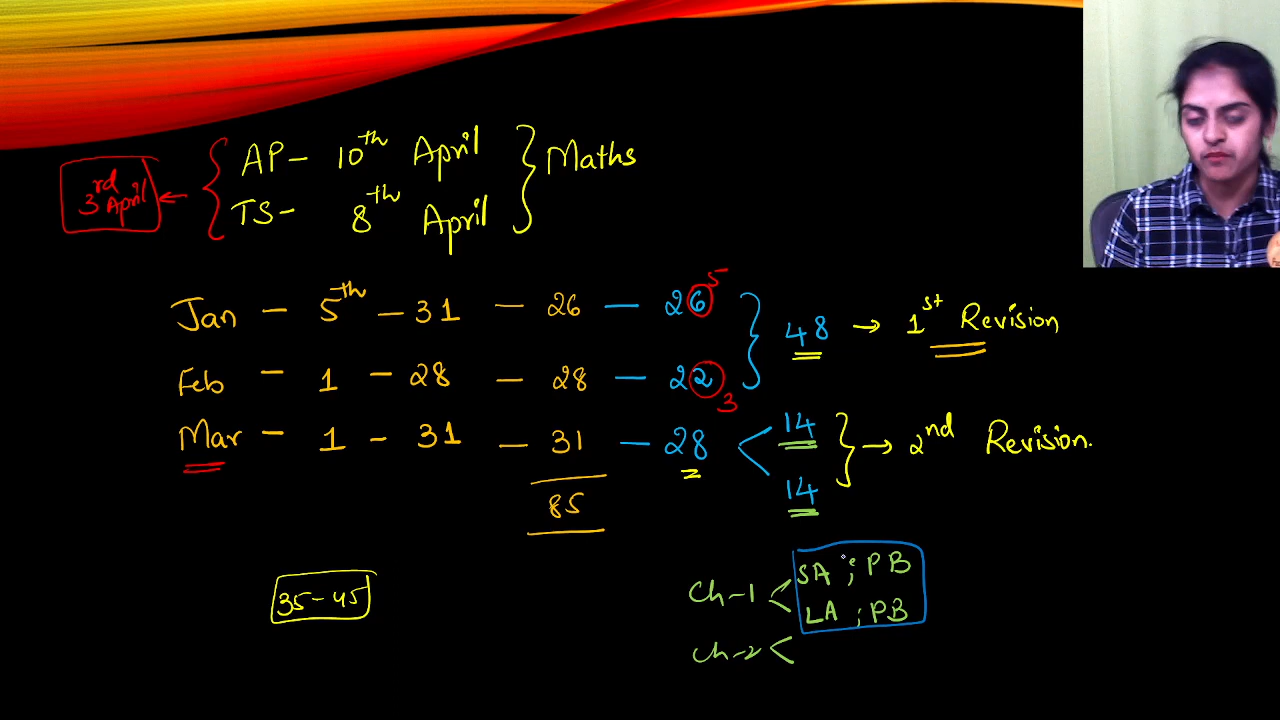 AP - 10th April } Maths
3rd April ← { TS - 8th April
Jan - 5th - 31 - 26 - 26 5
48 → 1st Revision
Feb - 1 - 28 - 28 - 22 3
Mar - 1 - 31 - 31 - 28 < 14 } → 2nd Revision.
14
85
35-45
Ch-1 < SA ; PB
LA ; PB
Ch-2 <